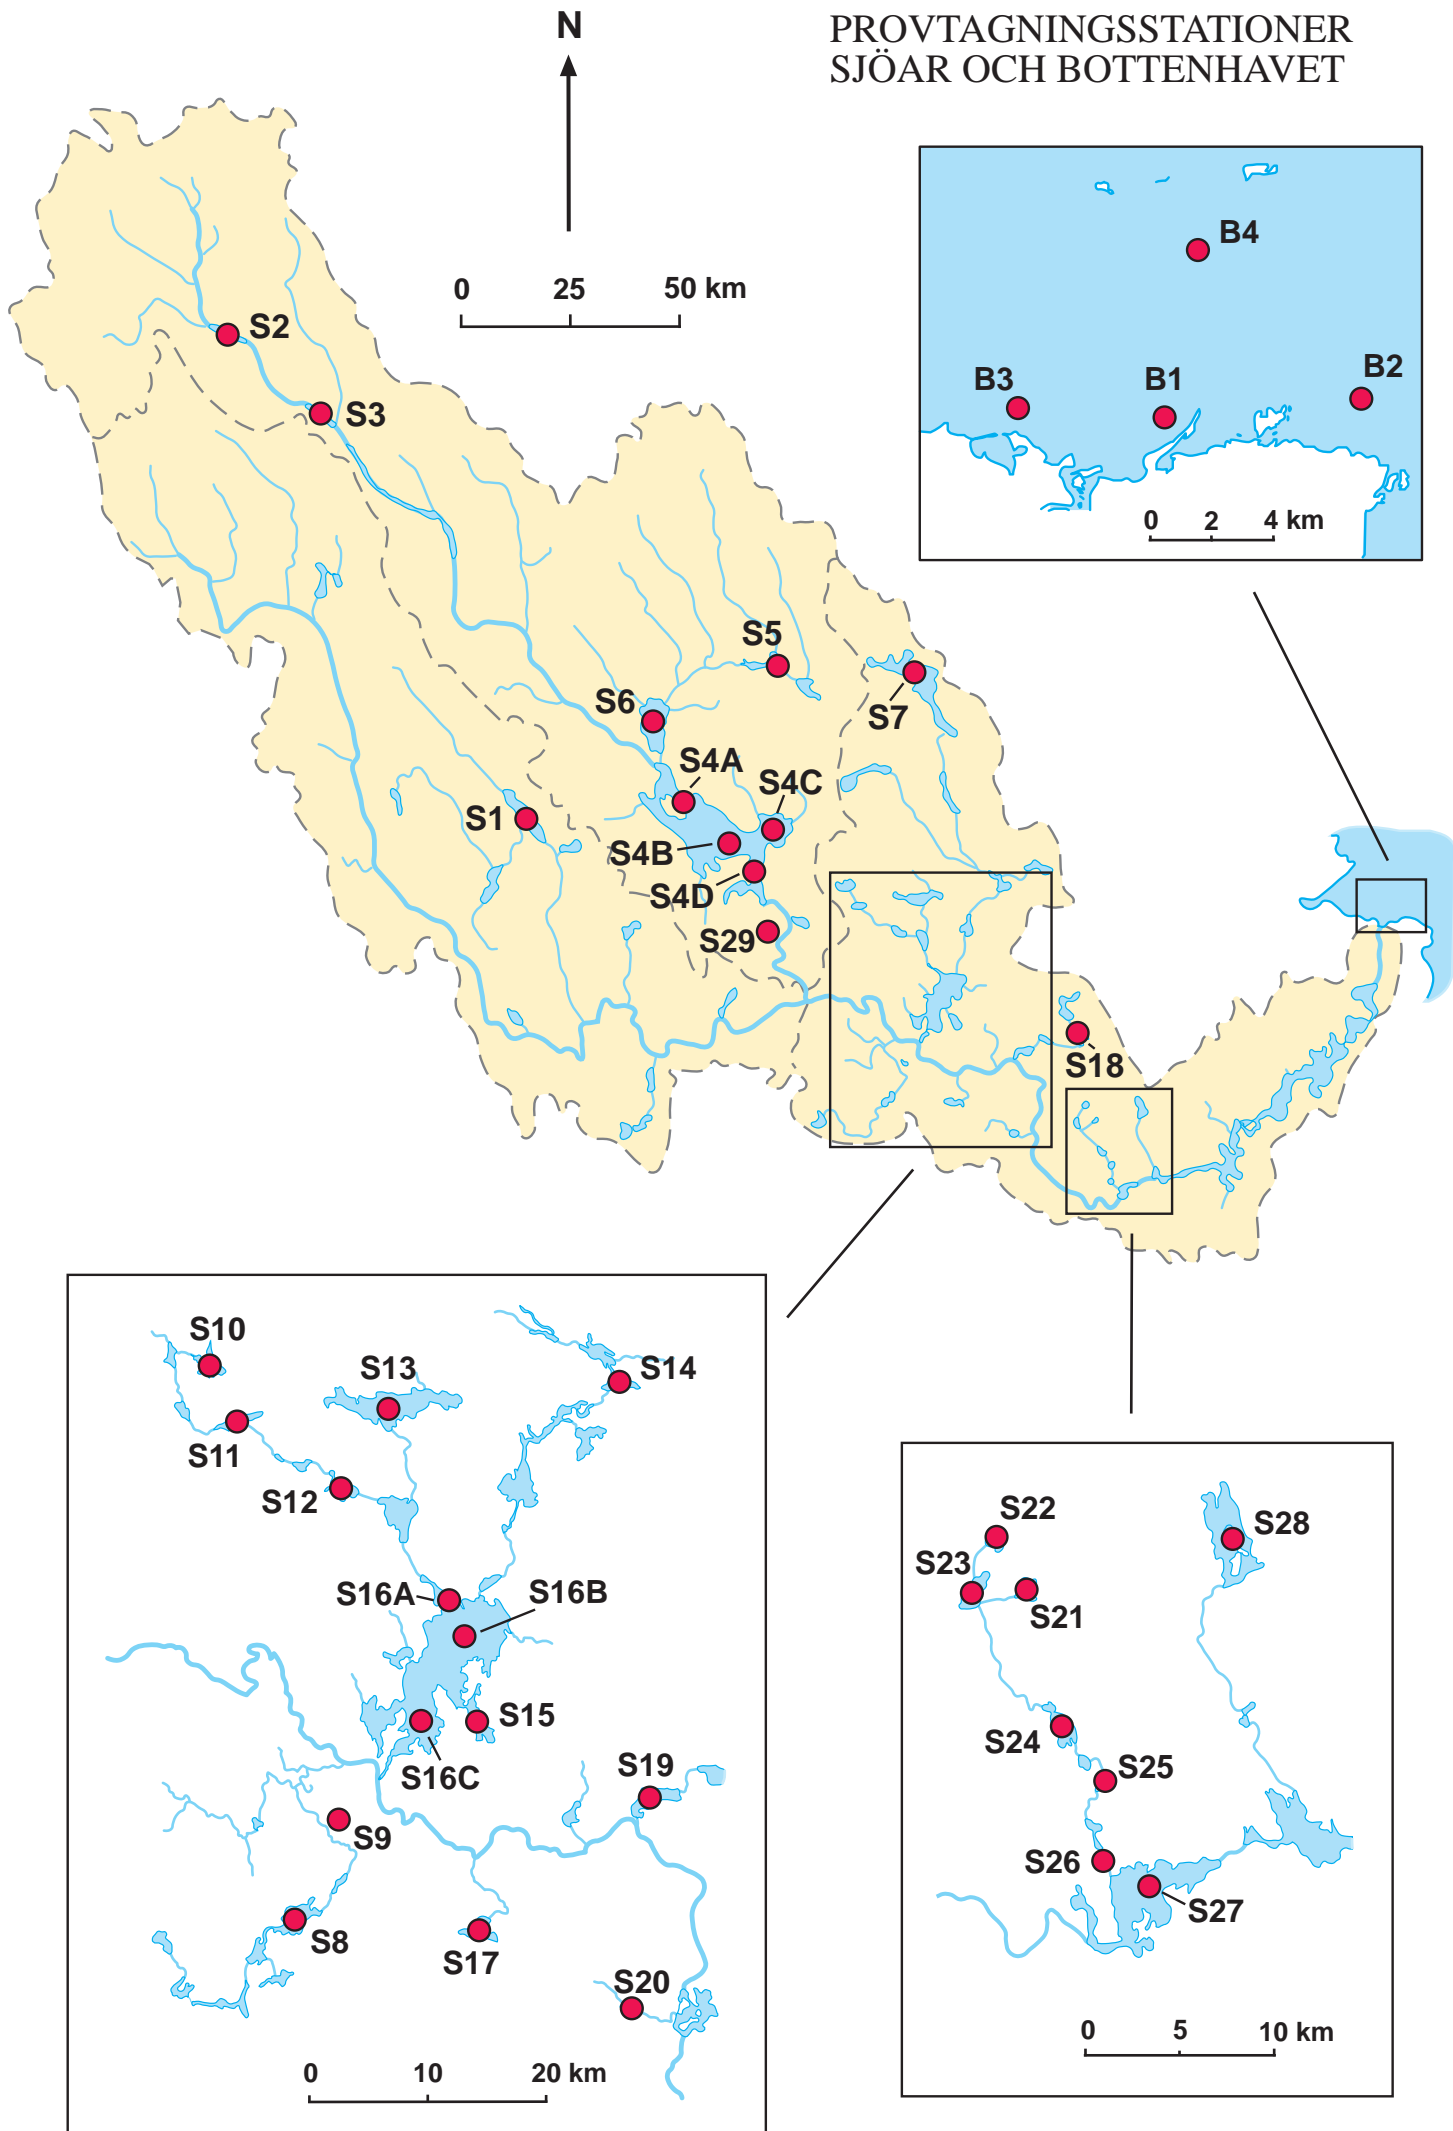 N
PROVTAGNINGSSTATIONER
SJÖAR OCH BOTTENHAVET
0 25 50 km
B4
B3 B1 B2
0 2 4 km
S2
S3
S5
S6
S7
S4A
S4C
S1
S4B
S4D
S29
S18
S10
S13
S14
S11
S12
S16A
S16B
S15
S16C
S19
S9
S8
S17
S20
0 10 20 km
S22
S28
S23
S21
S24
S25
S26
S27
0 5 10 km